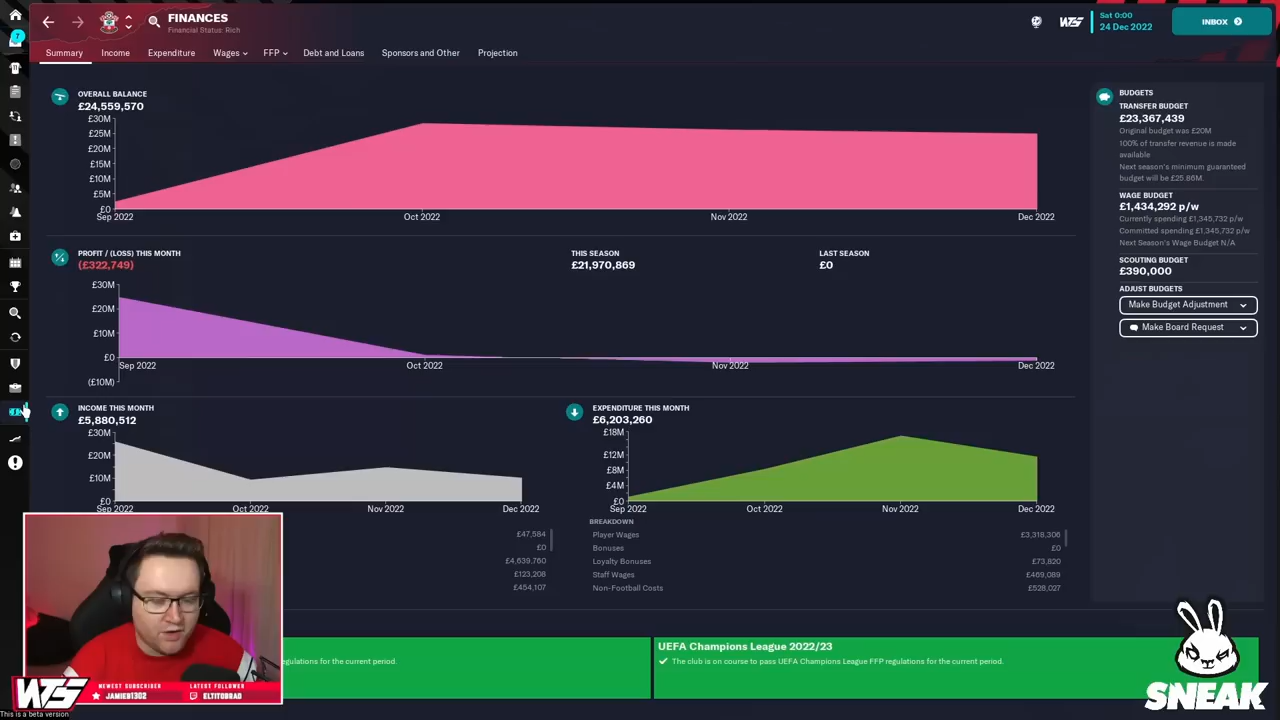 FINANCES
Financial Status: Rich
WTS
Sat 0:00
24 Dec 2022
INBOX
Summary
Income
Expenditure
Wages
FFP
Debt and Loans
Sponsors and Other
Projection
OVERALL BALANCE
£24,559,570
£30M
£25M
£20M
£15M
£10M
£5M
£0
Sep 2022
Oct 2022
Nov 2022
Dec 2022
PROFIT / (LOSS) THIS MONTH
(£322,749)
THIS SEASON
£21,970,869
LAST SEASON
£0
£30M
£20M
£10M
£0
(£10M)
Sep 2022
Oct 2022
Nov 2022
Dec 2022
INCOME THIS MONTH
£5,880,512
£30M
£20M
£10M
£0
Sep 2022
Oct 2022
Nov 2022
Dec 2022
£47,584
£0
£4,639,760
£123,208
£454,107
EXPENDITURE THIS MONTH
£6,203,260
£18M
£12M
£8M
£4M
£0
Sep 2022
Oct 2022
Nov 2022
Dec 2022
BREAKDOWN
Player Wages £3,318,306
Bonuses £0
Loyalty Bonuses £73,820
Staff Wages £469,089
Non-Football Costs £528,027
BUDGETS
TRANSFER BUDGET
£23,367,439
Original budget was £20M
100% of transfer revenue is made
available
Next season's minimum guaranteed
budget will be £25.86M
WAGE BUDGET
£1,434,292 p/w
Currently spending £1,345,732 p/w
Committed spending £1,345,732 p/w
Next Season's Wage Budget N/A
SCOUTING BUDGET
£390,000
ADJUST BUDGETS
Make Budget Adjustment
Make Board Request
egulations for the current period.
UEFA Champions League 2022/23
The club is on course to pass UEFA Champions League FFP regulations for the current period.
WTS
NEWEST SUBSCRIBER
JAMIEB1302
LATEST FOLLOWER
ELTITOBRAD
This is a beta version
SNEAK